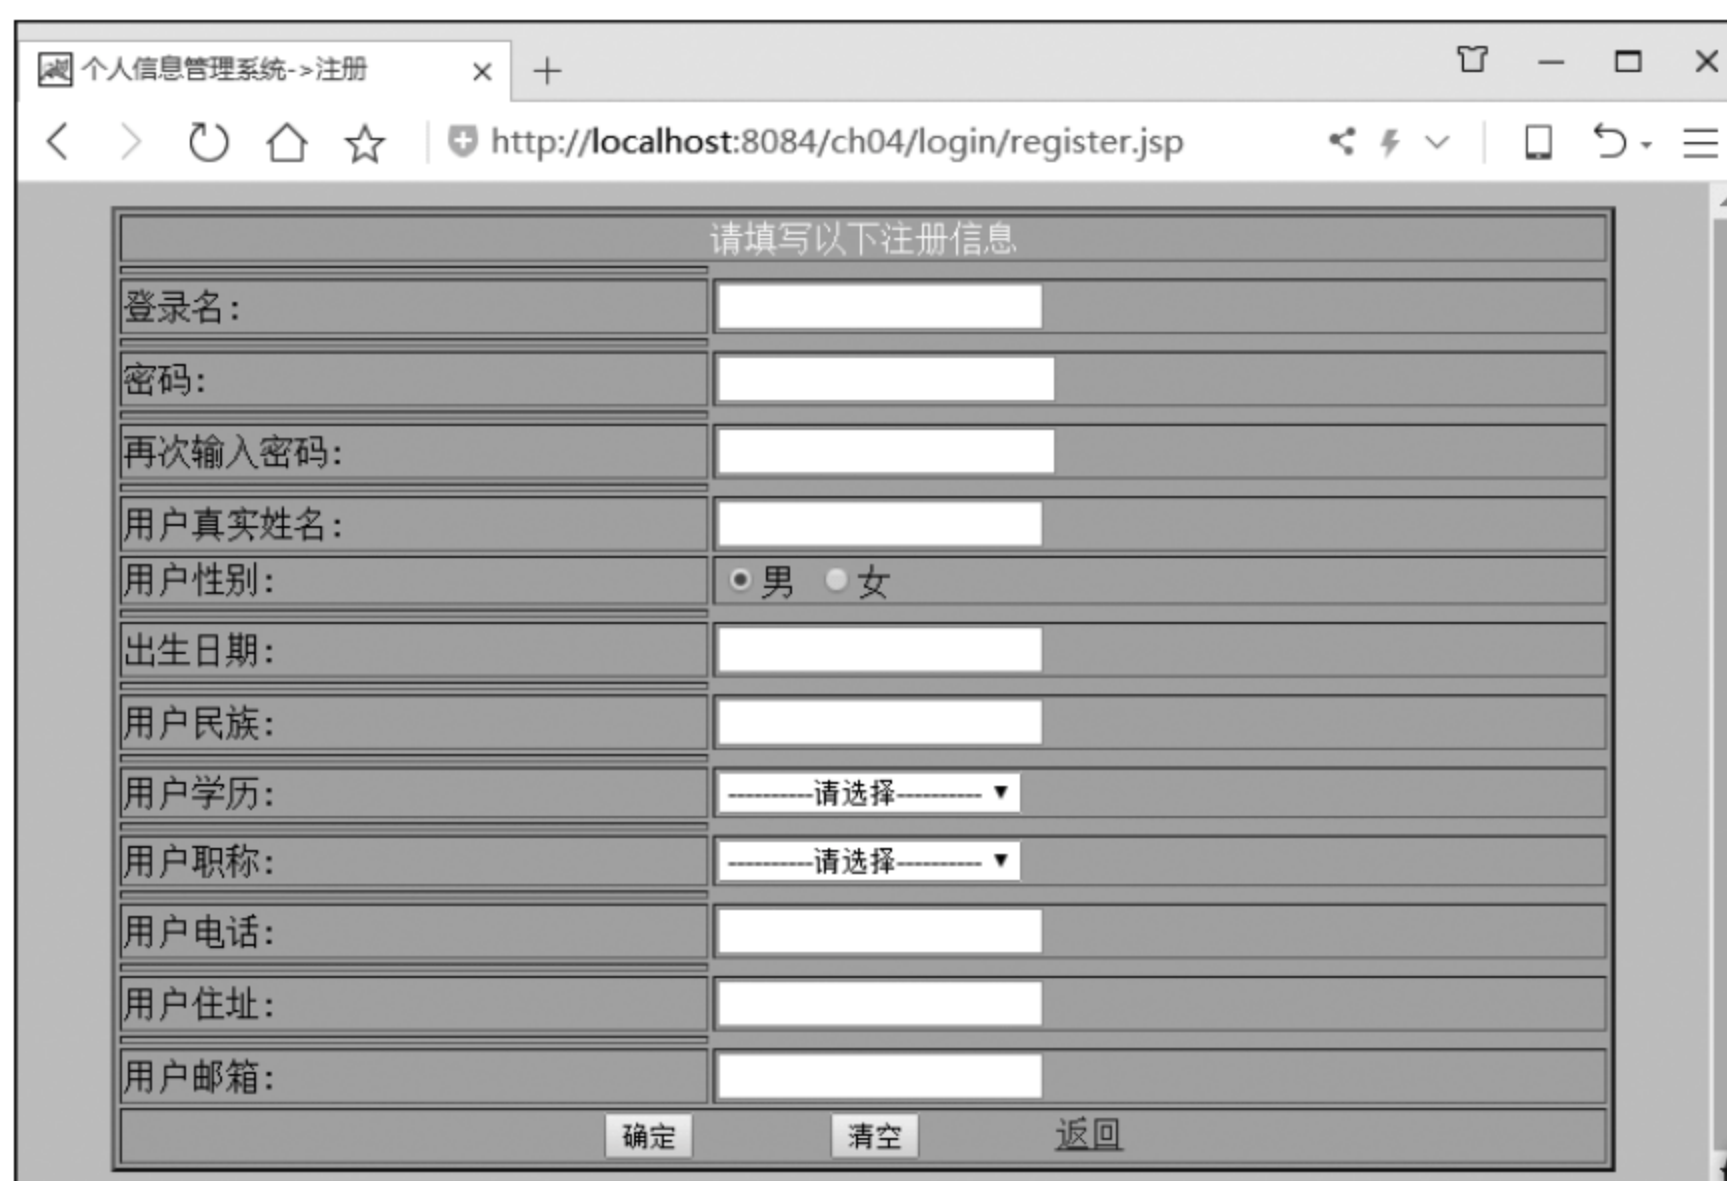 个人信息管理系统->注册
http://localhost:8084/ch04/login/register.jsp
请填写以下注册信息
登录名:
密码:
再次输入密码:
用户真实姓名:
用户性别: 男 女
出生日期:
用户民族:
用户学历: ----------请选择----------
用户职称: ----------请选择----------
用户电话:
用户住址:
用户邮箱:
确定 清空 返回